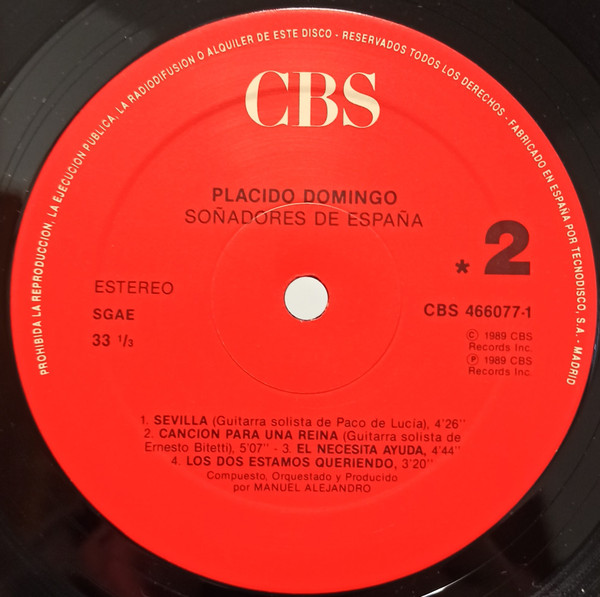 PROHIBIDA LA REPRODUCCION, LA EJECUCION PUBLICA, LA RADIODIFUSION O ALQUILER DE ESTE DISCO - RESERVADOS TODOS LOS DERECHOS - FABRICADO EN ESPAÑA POR TECNODISCO, S.A. - MADRID
CBS
PLACIDO DOMINGO
SOÑADORES DE ESPAÑA
* 2
ESTEREO
SGAE
33 1/3
CBS 466077-1
© 1989 CBS
Records Inc.
℗ 1989 CBS
Records Inc.
1. SEVILLA (Guitarra solista de Paco de Lucía), 4'26"
2. CANCION PARA UNA REINA (Guitarra solista de
Ernesto Bitetti), 5'07" - 3. EL NECESITA AYUDA, 4'44"
4. LOS DOS ESTAMOS QUERIENDO, 3'20"
Compuesto, Orquestado y Producido
por MANUEL ALEJANDRO